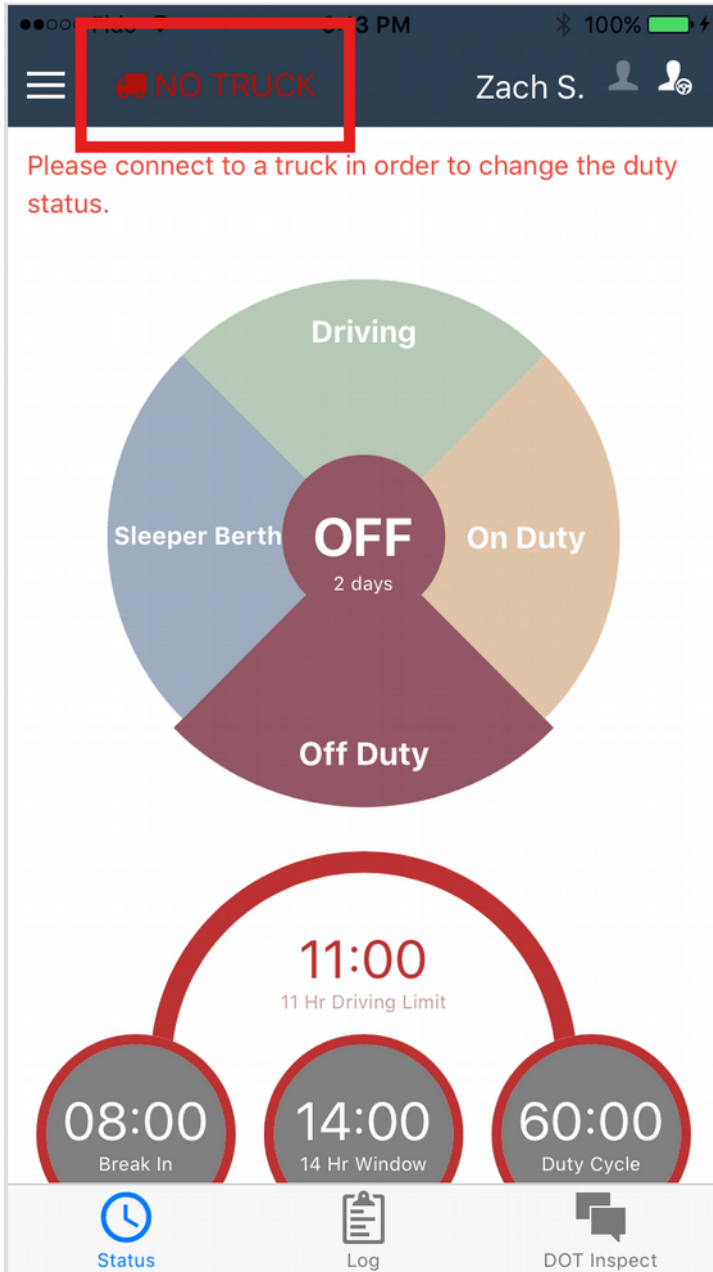 PM 100%
NO TRUCK Zach S.
Please connect to a truck in order to change the duty
status.
Driving
Sleeper Berth OFF On Duty
2 days
Off Duty
11:00
11 Hr Driving Limit
08:00 14:00 60:00
Break In 14 Hr Window Duty Cycle
Status Log DOT Inspect